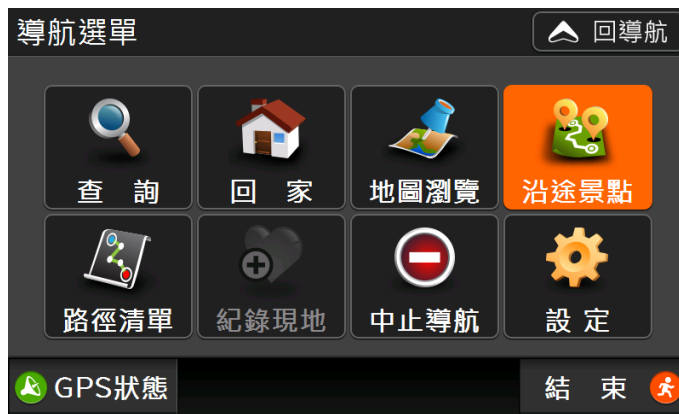 導航選單
回導航
查 詢
回 家
地圖瀏覽
沿途景點
路徑清單
紀錄現地
中止導航
設 定
GPS狀態
結 束